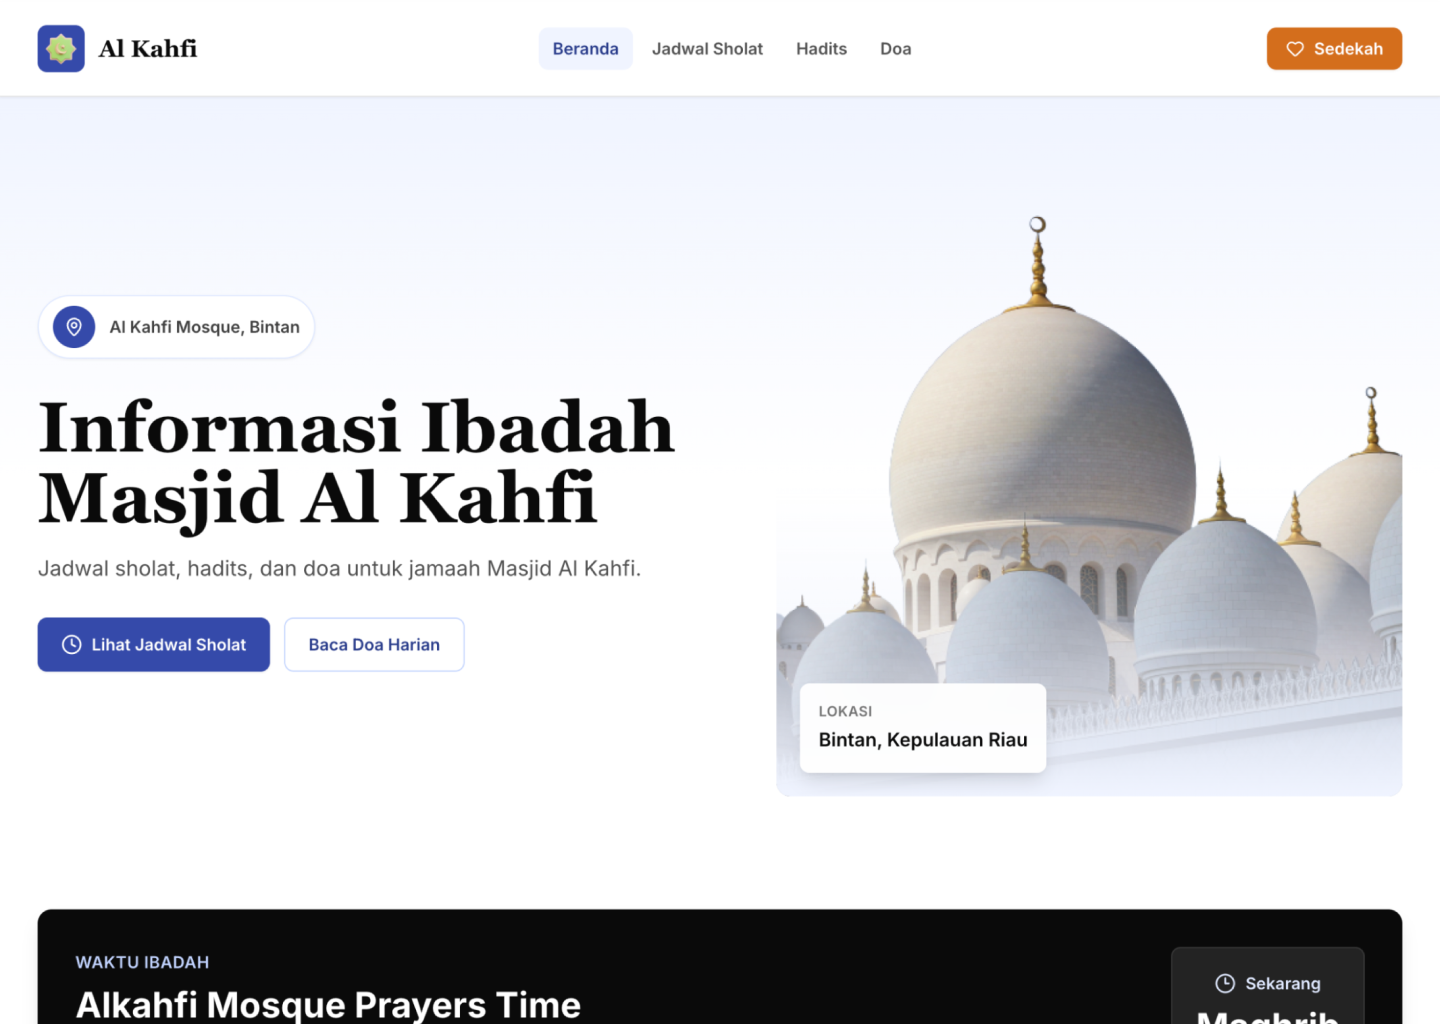 Al Kahfi
Beranda
Jadwal Sholat
Hadits
Doa
Sedekah
Al Kahfi Mosque, Bintan
Informasi Ibadah
Masjid Al Kahfi
Jadwal sholat, hadits, dan doa untuk jamaah Masjid Al Kahfi.
Lihat Jadwal Sholat
Baca Doa Harian
LOKASI
Bintan, Kepulauan Riau
WAKTU IBADAH
Alkahfi Mosque Prayers Time
Sekarang
Maghrib